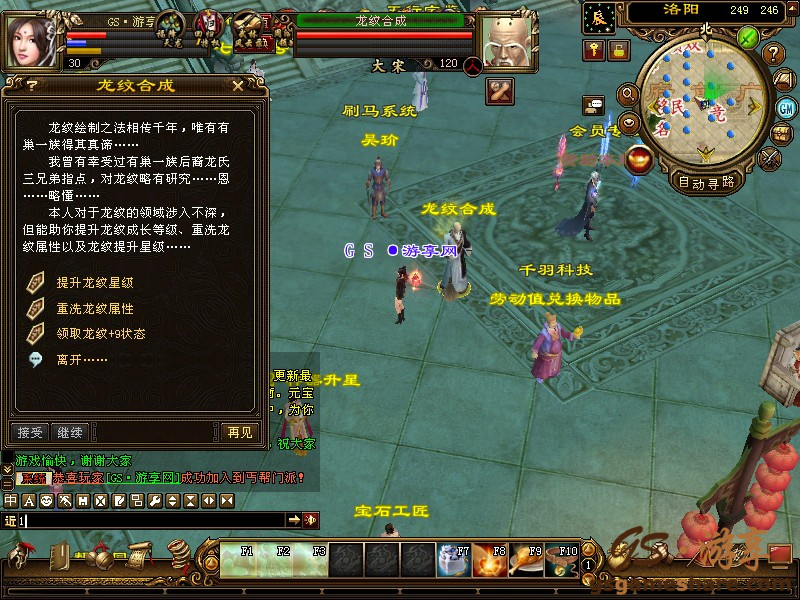 GS·游享
龙纹合成
洛阳 249 246
30
大宋
120
北
龙纹合成
刷马系统
吴玠
会员专
GM
自动寻路
龙纹绘制之法相传千年，唯有有
巢一族得其真谛……
我曾有幸受过有巢一族后裔龙氏
三兄弟指点，对龙纹略有研究……恩
……略懂……
本人对于龙纹的领域涉入不深，
但能助你提升龙纹成长等级、重洗龙
纹属性以及龙纹提升星级……
提升龙纹星级
重洗龙纹属性
领取龙纹+9状态
离开……
接受 继续 再见
龙纹合成
GS●游享网
千羽科技
劳动值兑换物品
升星
更新最
。元宝
，为你
，祝大家
游戏愉快，谢谢大家
系统 恭喜玩家[GS·游享网]成功加入到丐帮门派!
近1
宝石工匠
F1 F2 F3 F7 F8 F9 F10
1
GS·游享